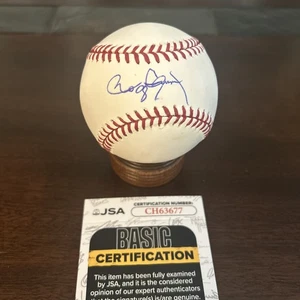 JSA
CERTIFICATION NUMBER:
CH63677
BASIC
CERTIFICATION
This item has been fully examined
by JSA, and it is the considered
opinion of our expert authenticators
that the signature(s) is/are genuine.